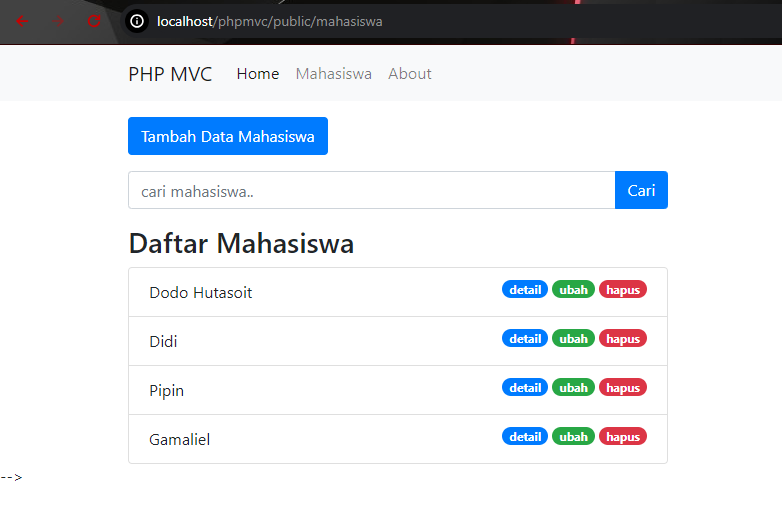 localhost/phpmvc/public/mahasiswa
PHP MVC Home Mahasiswa About
Tambah Data Mahasiswa
cari mahasiswa.. Cari
Daftar Mahasiswa
Dodo Hutasoit detail ubah hapus
Didi detail ubah hapus
Pipin detail ubah hapus
Gamaliel detail ubah hapus
-->